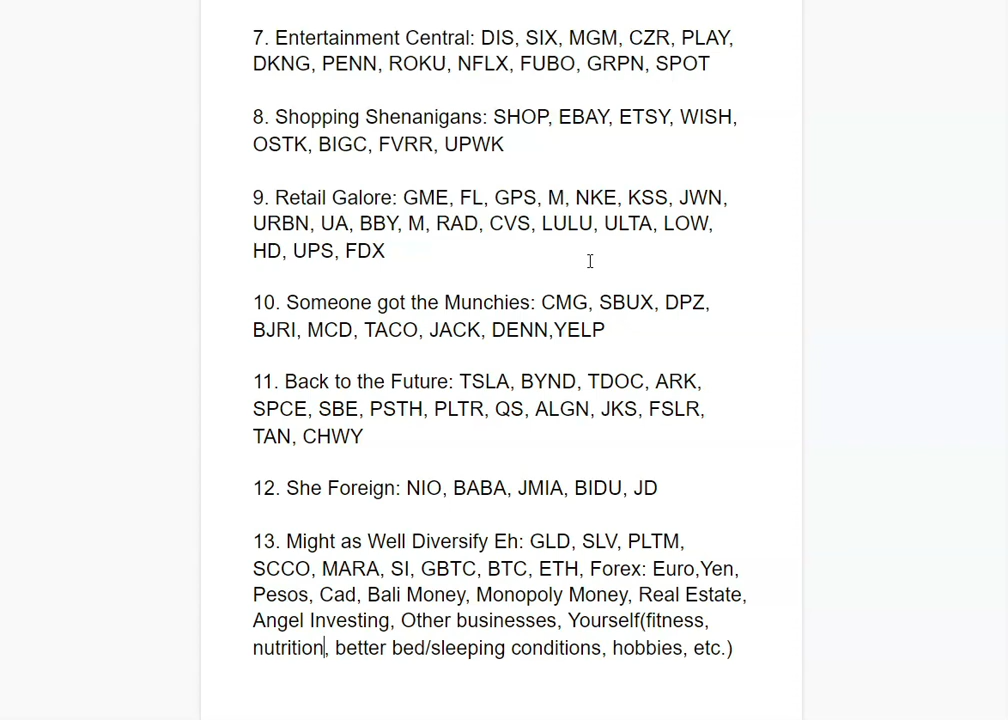 7. Entertainment Central: DIS, SIX, MGM, CZR, PLAY,
DKNG, PENN, ROKU, NFLX, FUBO, GRPN, SPOT
8. Shopping Shenanigans: SHOP, EBAY, ETSY, WISH,
OSTK, BIGC, FVRR, UPWK
9. Retail Galore: GME, FL, GPS, M, NKE, KSS, JWN,
URBN, UA, BBY, M, RAD, CVS, LULU, ULTA, LOW,
HD, UPS, FDX
10. Someone got the Munchies: CMG, SBUX, DPZ,
BJRI, MCD, TACO, JACK, DENN,YELP
11. Back to the Future: TSLA, BYND, TDOC, ARK,
SPCE, SBE, PSTH, PLTR, QS, ALGN, JKS, FSLR,
TAN, CHWY
12. She Foreign: NIO, BABA, JMIA, BIDU, JD
13. Might as Well Diversify Eh: GLD, SLV, PLTM,
SCCO, MARA, SI, GBTC, BTC, ETH, Forex: Euro,Yen,
Pesos, Cad, Bali Money, Monopoly Money, Real Estate,
Angel Investing, Other businesses, Yourself(fitness,
nutrition, better bed/sleeping conditions, hobbies, etc.)